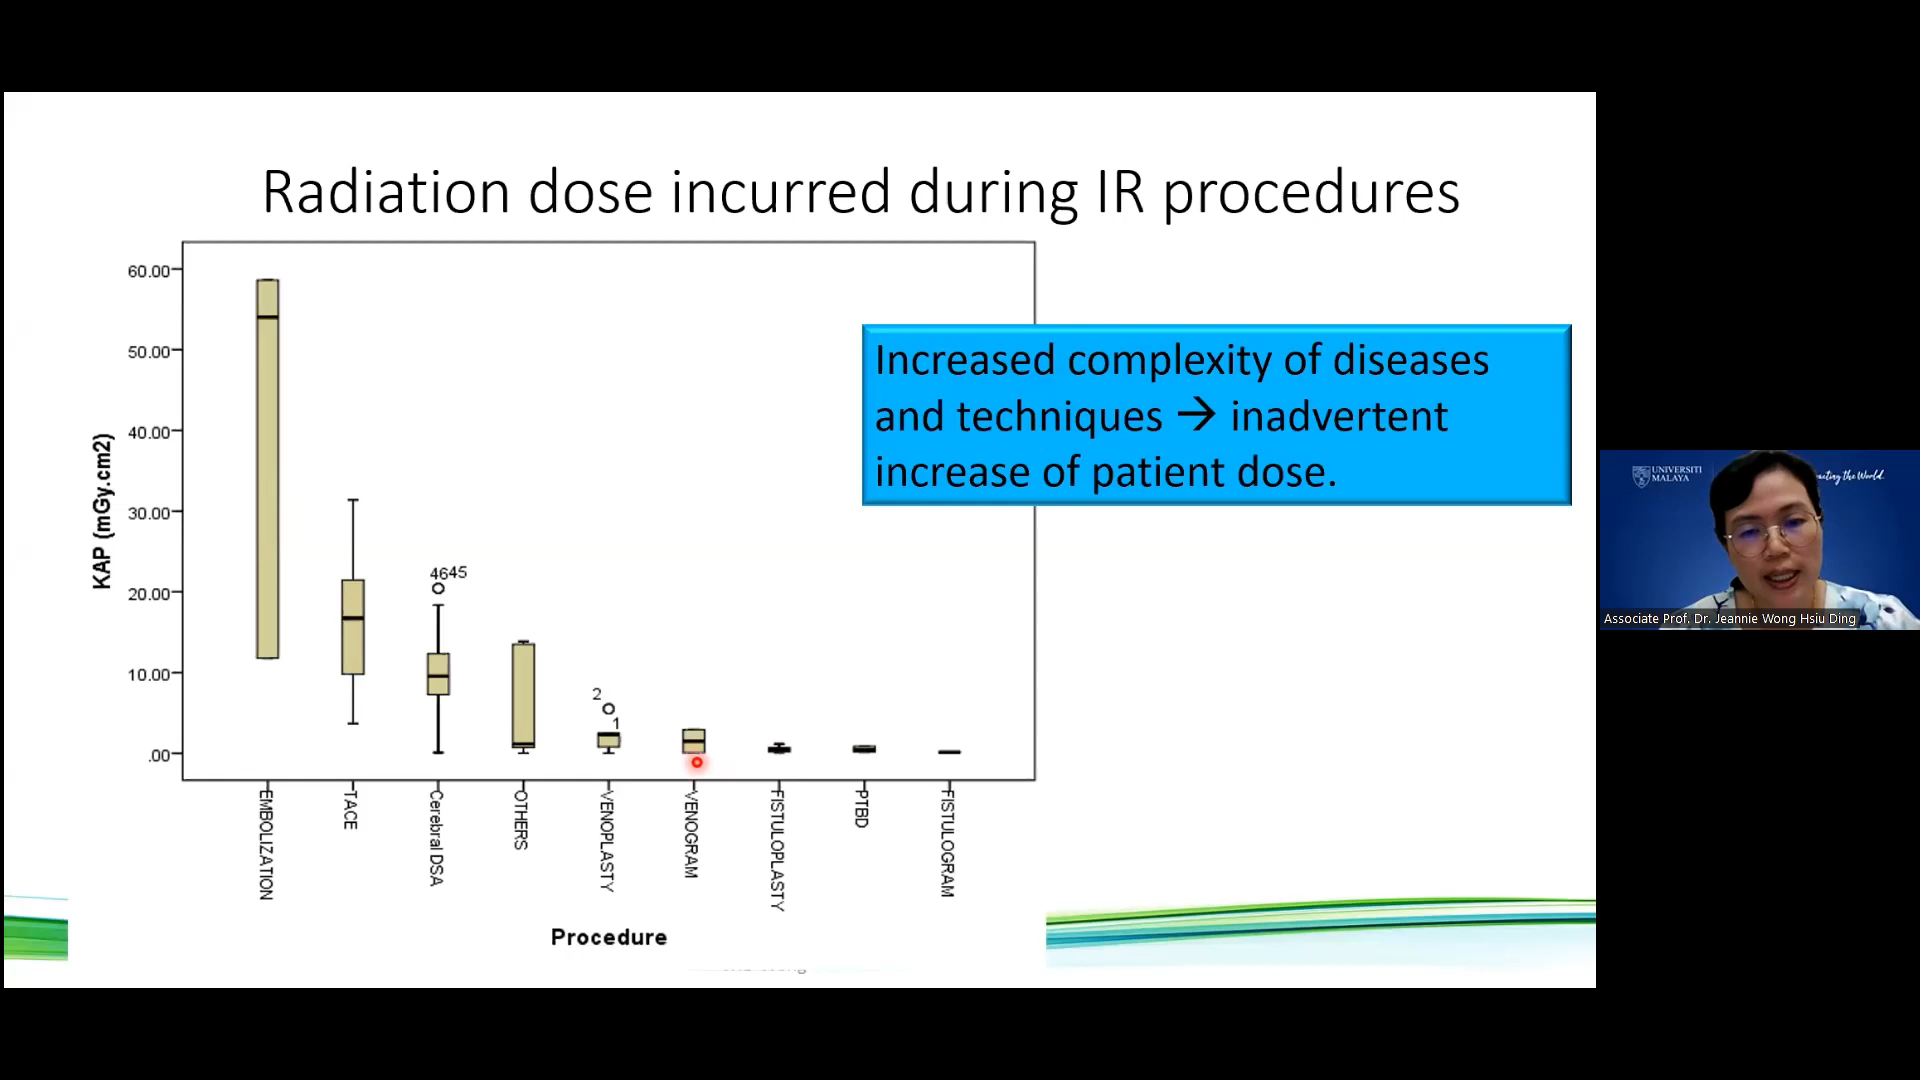 Radiation dose incurred during IR procedures
60.00
50.00
40.00
30.00
20.00
10.00
.00
KAP (mGy.cm2)
4645
2
1
EMBOLIZATION
TACE
Cerebral DSA
OTHERS
VENOPLASTY
VENOGRAM
FISTULOPLASTY
PTBD
FISTULOGRAM
Procedure
Increased complexity of diseases
and techniques → inadvertent
increase of patient dose.
UNIVERSITI
MALAYA
the World
Associate Prof. Dr. Jeannie Wong Hsiu Ding